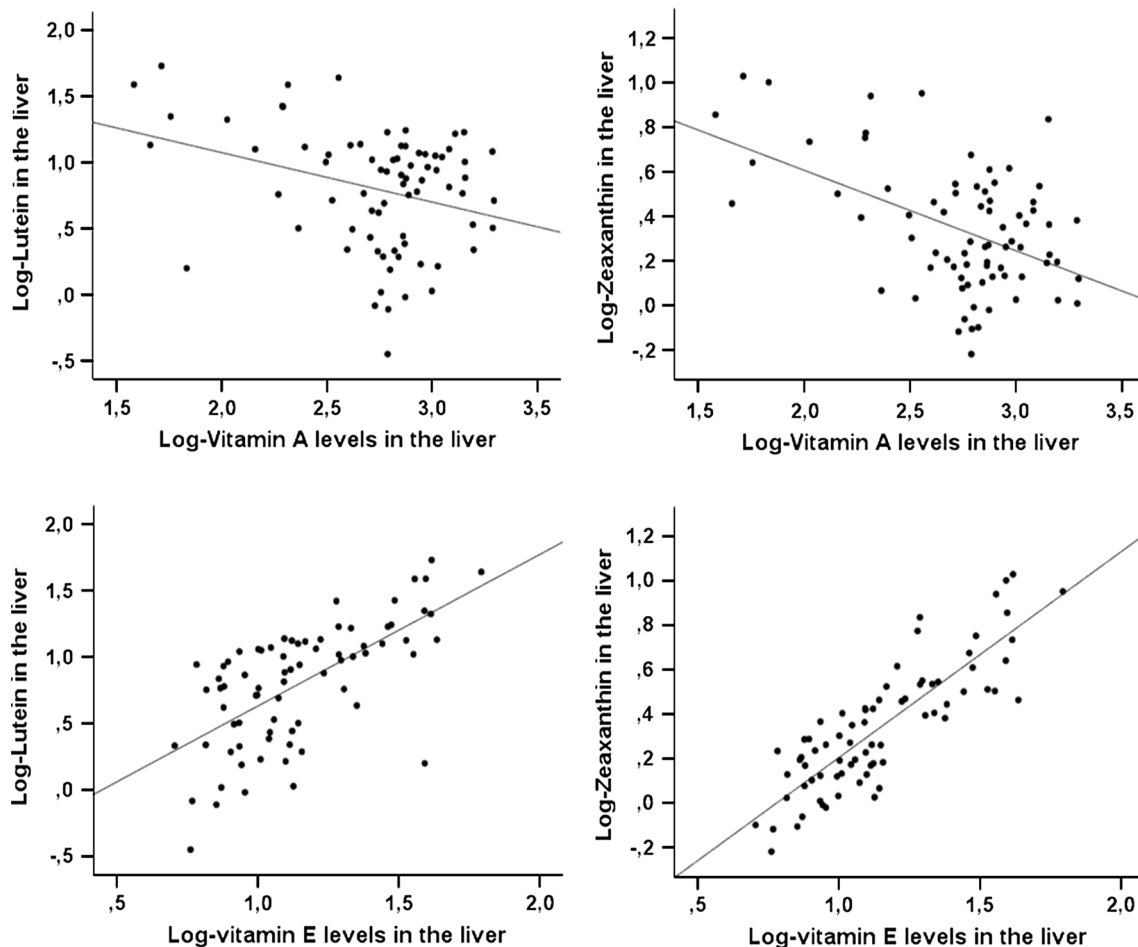 Log-Lutein in the liver
2,0
1,5
1,0
,5
,0
-,5
1,5 2,0 2,5 3,0 3,5
Log-Vitamin A levels in the liver
Log-Zeaxanthin in the liver
1,2
1,0
,8
,6
,4
,2
,0
-,2
1,5 2,0 2,5 3,0 3,5
Log-Vitamin A levels in the liver
Log-Lutein in the liver
2,0
1,5
1,0
,5
,0
-,5
,5 1,0 1,5 2,0
Log-vitamin E levels in the liver
Log-Zeaxanthin in the liver
1,2
1,0
,8
,6
,4
,2
,0
-,2
,5 1,0 1,5 2,0
Log-vitamin E levels in the liver